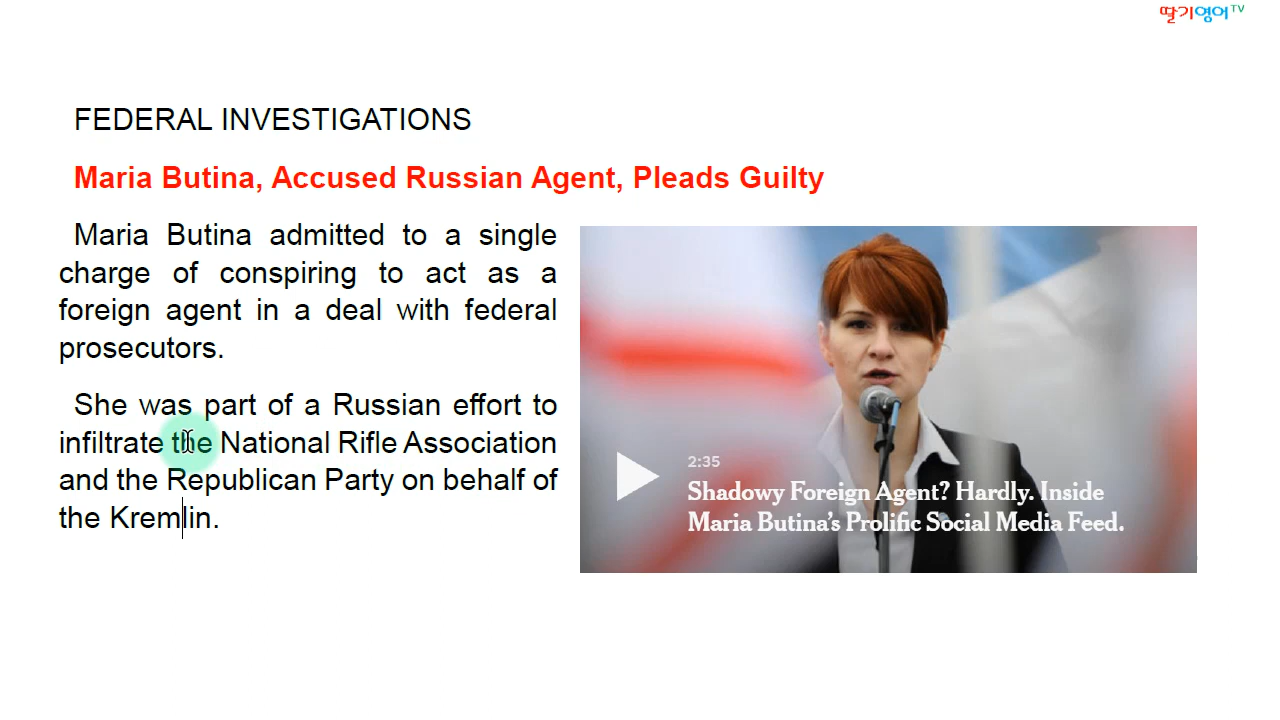 딸기영어TV
FEDERAL INVESTIGATIONS
Maria Butina, Accused Russian Agent, Pleads Guilty
Maria Butina admitted to a single
charge of conspiring to act as a
foreign agent in a deal with federal
prosecutors.
She was part of a Russian effort to
infiltrate the National Rifle Association
and the Republican Party on behalf of
the Kremlin.
2:35
Shadowy Foreign Agent? Hardly. Inside
Maria Butina's Prolific Social Media Feed.